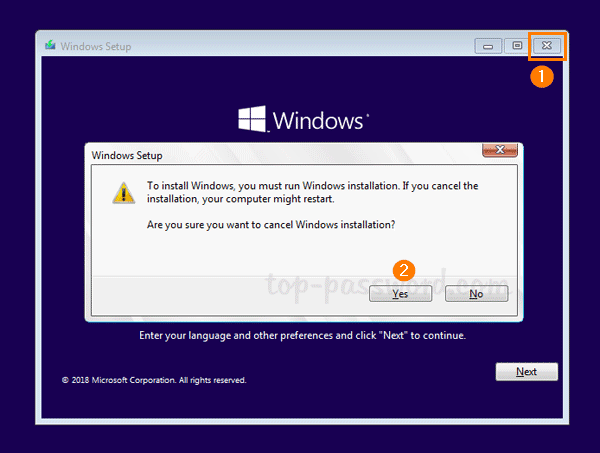 Windows Setup
1
Windows
Windows Setup
To install Windows, you must run Windows installation. If you cancel the
installation, your computer might restart.
Are you sure you want to cancel Windows installation?
2
top-password.com
Yes
No
Enter your language and other preferences and click "Next" to continue.
Next
© 2018 Microsoft Corporation. All rights reserved.